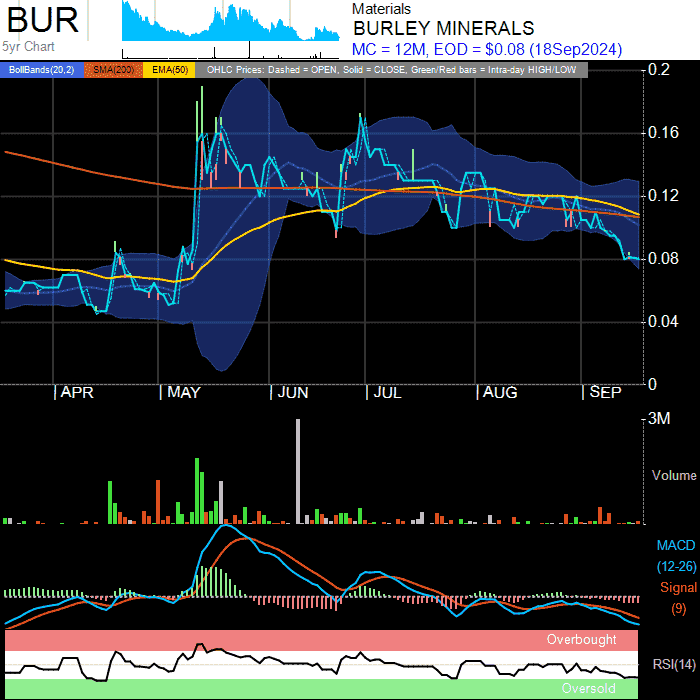 BUR
5yr Chart
Materials
BURLEY MINERALS
MC = 12M, EOD = $0.08 (18Sep2024)
BollBands(20,2) SMA(200) EMA(50) OHLC Prices: Dashed = OPEN, Solid = CLOSE, Green/Red bars = Intra-day HIGH/LOW
0.2
0.16
0.12
0.08
0.04
0
APR MAY JUN JUL AUG SEP
3M
Volume
MACD
(12-26)
Signal
(9)
Overbought
RSI(14)
Oversold